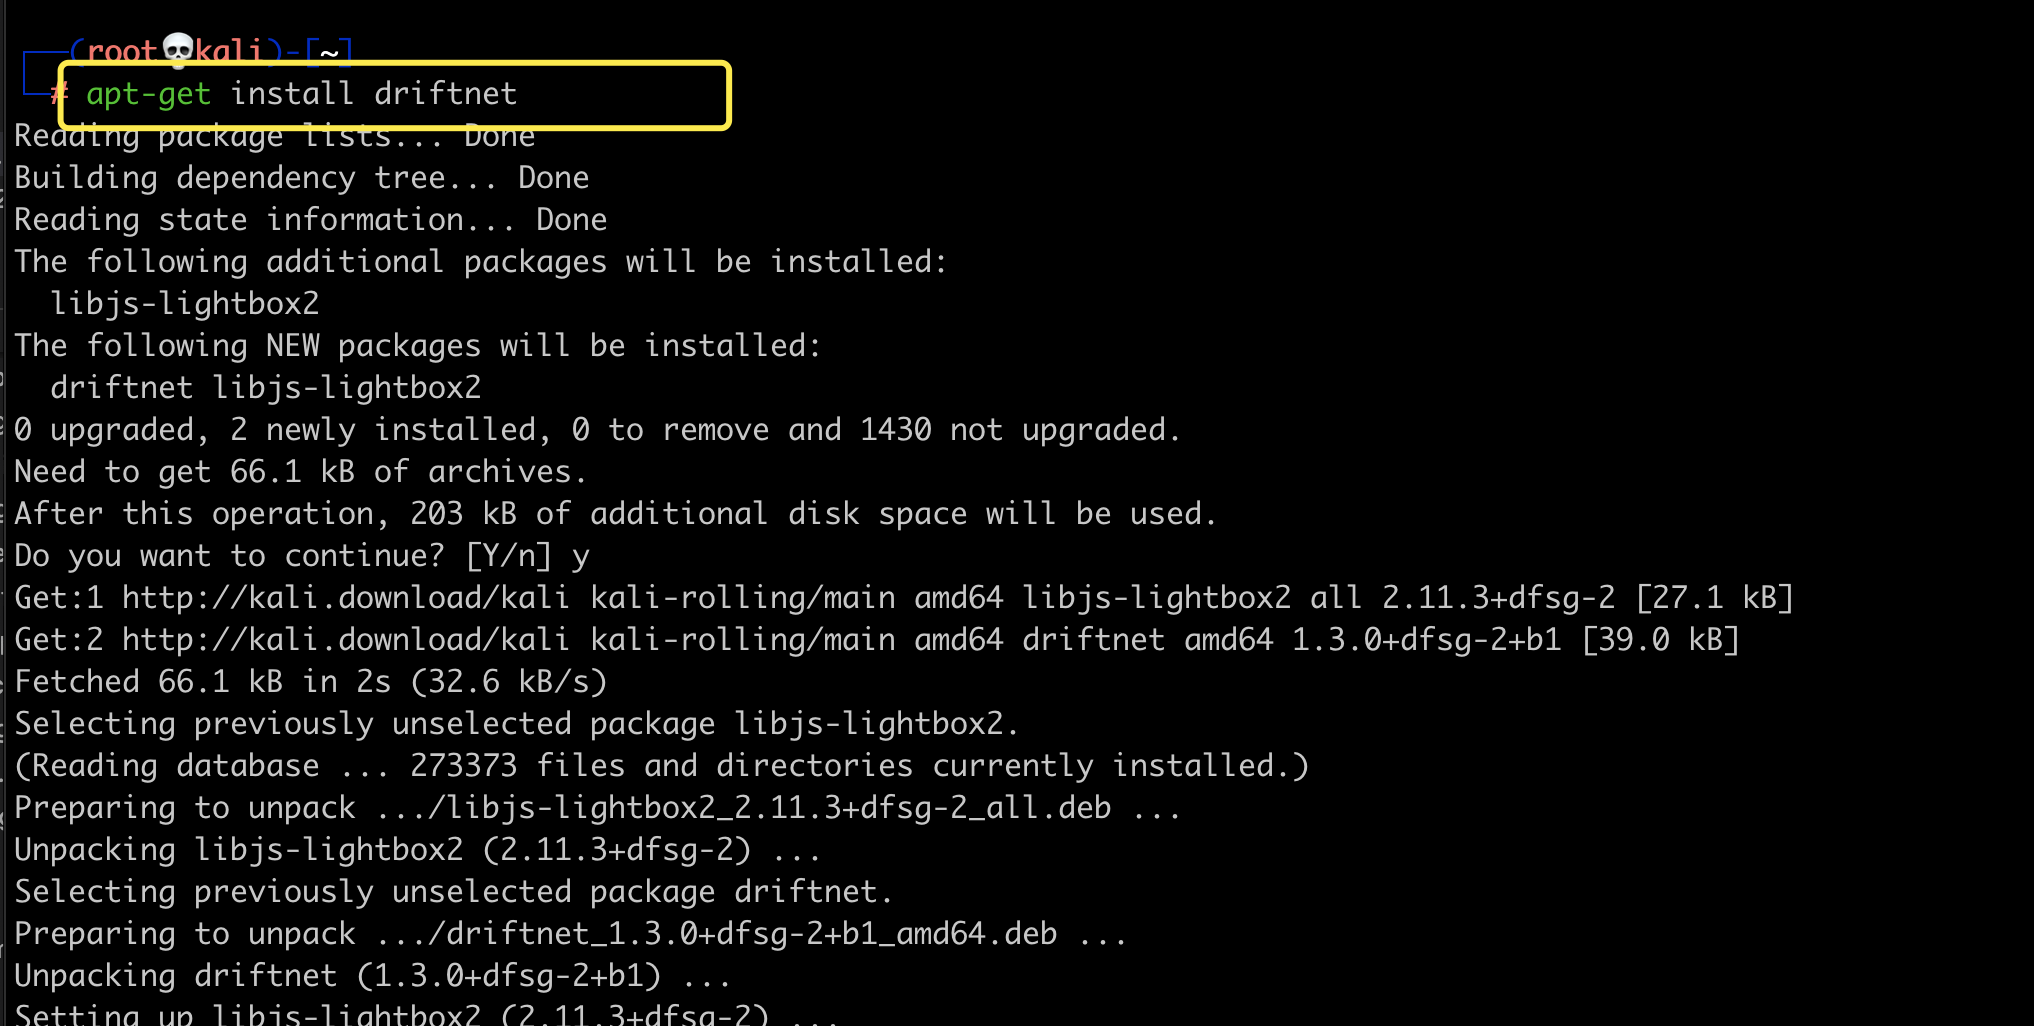 (root💀kali)-[~]
# apt-get install driftnet
Reading package lists... Done
Building dependency tree... Done
Reading state information... Done
The following additional packages will be installed:
  libjs-lightbox2
The following NEW packages will be installed:
  driftnet libjs-lightbox2
0 upgraded, 2 newly installed, 0 to remove and 1430 not upgraded.
Need to get 66.1 kB of archives.
After this operation, 203 kB of additional disk space will be used.
Do you want to continue? [Y/n] y
Get:1 http://kali.download/kali kali-rolling/main amd64 libjs-lightbox2 all 2.11.3+dfsg-2 [27.1 kB]
Get:2 http://kali.download/kali kali-rolling/main amd64 driftnet amd64 1.3.0+dfsg-2+b1 [39.0 kB]
Fetched 66.1 kB in 2s (32.6 kB/s)
Selecting previously unselected package libjs-lightbox2.
(Reading database ... 273373 files and directories currently installed.)
Preparing to unpack .../libjs-lightbox2_2.11.3+dfsg-2_all.deb ...
Unpacking libjs-lightbox2 (2.11.3+dfsg-2) ...
Selecting previously unselected package driftnet.
Preparing to unpack .../driftnet_1.3.0+dfsg-2+b1_amd64.deb ...
Unpacking driftnet (1.3.0+dfsg-2+b1) ...
Setting up libjs-lightbox2 (2.11.3+dfsg-2) ...